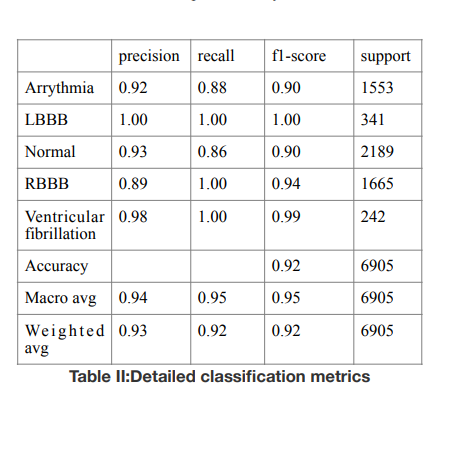 precision recall f1-score support
Arrythmia 0.92 0.88 0.90 1553
LBBB 1.00 1.00 1.00 341
Normal 0.93 0.86 0.90 2189
RBBB 0.89 1.00 0.94 1665
Ventricular 0.98 1.00 0.99 242
fibrillation
Accuracy 0.92 6905
Macro avg 0.94 0.95 0.95 6905
Weighted 0.93 0.92 0.92 6905
avg
Table II:Detailed classification metrics